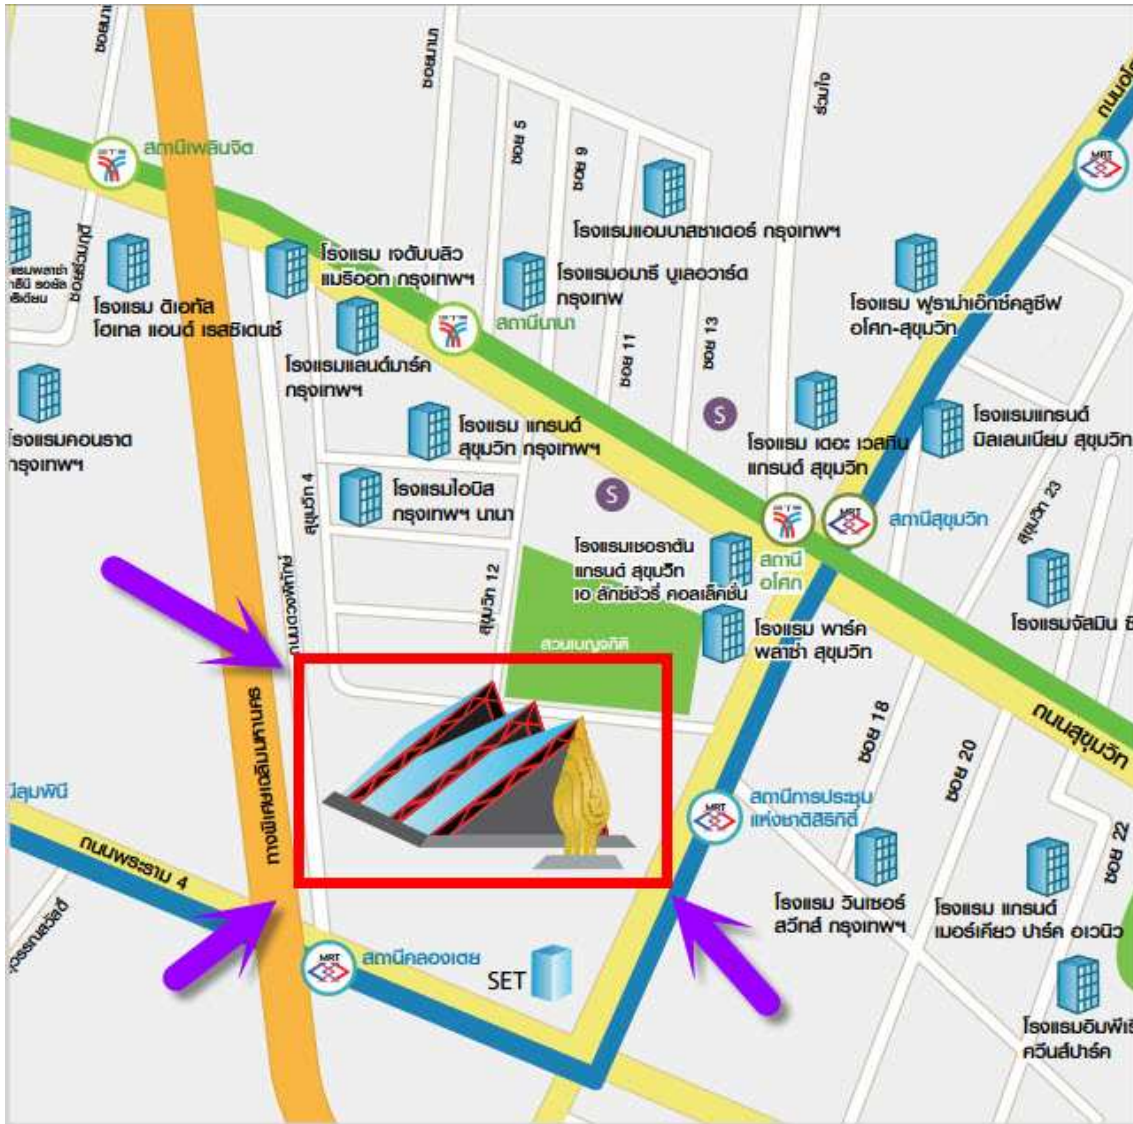 ซอยนานา
BTS
สถานีเพลินจิต
ซอย 5
ซอย 9
ร่วมใจ
MRT
โรงแรมแอมบาสซาเดอร์ กรุงเทพฯ
ซอยร่วมฤดี
โรงแรม ดิเอทัส
โฮเทล แอนด์ เรสซิเดนซ์
โรงแรม เจดับบลิว
แมริออท กรุงเทพฯ
โรงแรมอมารี บูเลอวาร์ด
กรุงเทพ
โรงแรม ฟูราม่าเอ๊กซ์คลูซีฟ
อโศก-สุขุมวิท
BTS
สถานีนานา
ซอย 11
ซอย 13
โรงแรมแลนด์มาร์ค
กรุงเทพฯ
โรงแรมคอนราด
กรุงเทพฯ
โรงแรม แกรนด์
สุขุมวิท กรุงเทพฯ
S
โรงแรม เดอะ เวสทิน
แกรนด์ สุขุมวิท
โรงแรมแกรนด์
มิลเลนเนียม สุขุมวิท
สุขุมวิท 4
โรงแรมไอบิส
กรุงเทพฯ นานา
S
BTS
MRT
สถานีสุขุมวิท
สุขุมวิท 23
สถานี
อโศก
โรงแรมเชอราตัน
แกรนด์ สุขุมวิท
เอ ลักซ์ชัวรี่ คอลเล็คชั่น
สุขุมวิท 12
ถนนดวงพิทักษ์
สวนเบญจกิติ
โรงแรม พาร์ค
พลาซ่า สุขุมวิท
โรงแรมจัสมิน
ทางพิเศษเฉลิมมหานคร
ซอย 18
ซอย 20
ซอย 22
ถนนสุขุมวิท
MRT
สถานีการประชุม
แห่งชาติสิริกิติ์
ถนนพระราม 4
โรงแรม วินเซอร์
สวีทส์ กรุงเทพฯ
โรงแรม แกรนด์
เมอร์เคียว ปาร์ค อเวนิว
MRT
สถานีคลองเตย
SET
ควีนส์ปาร์ค